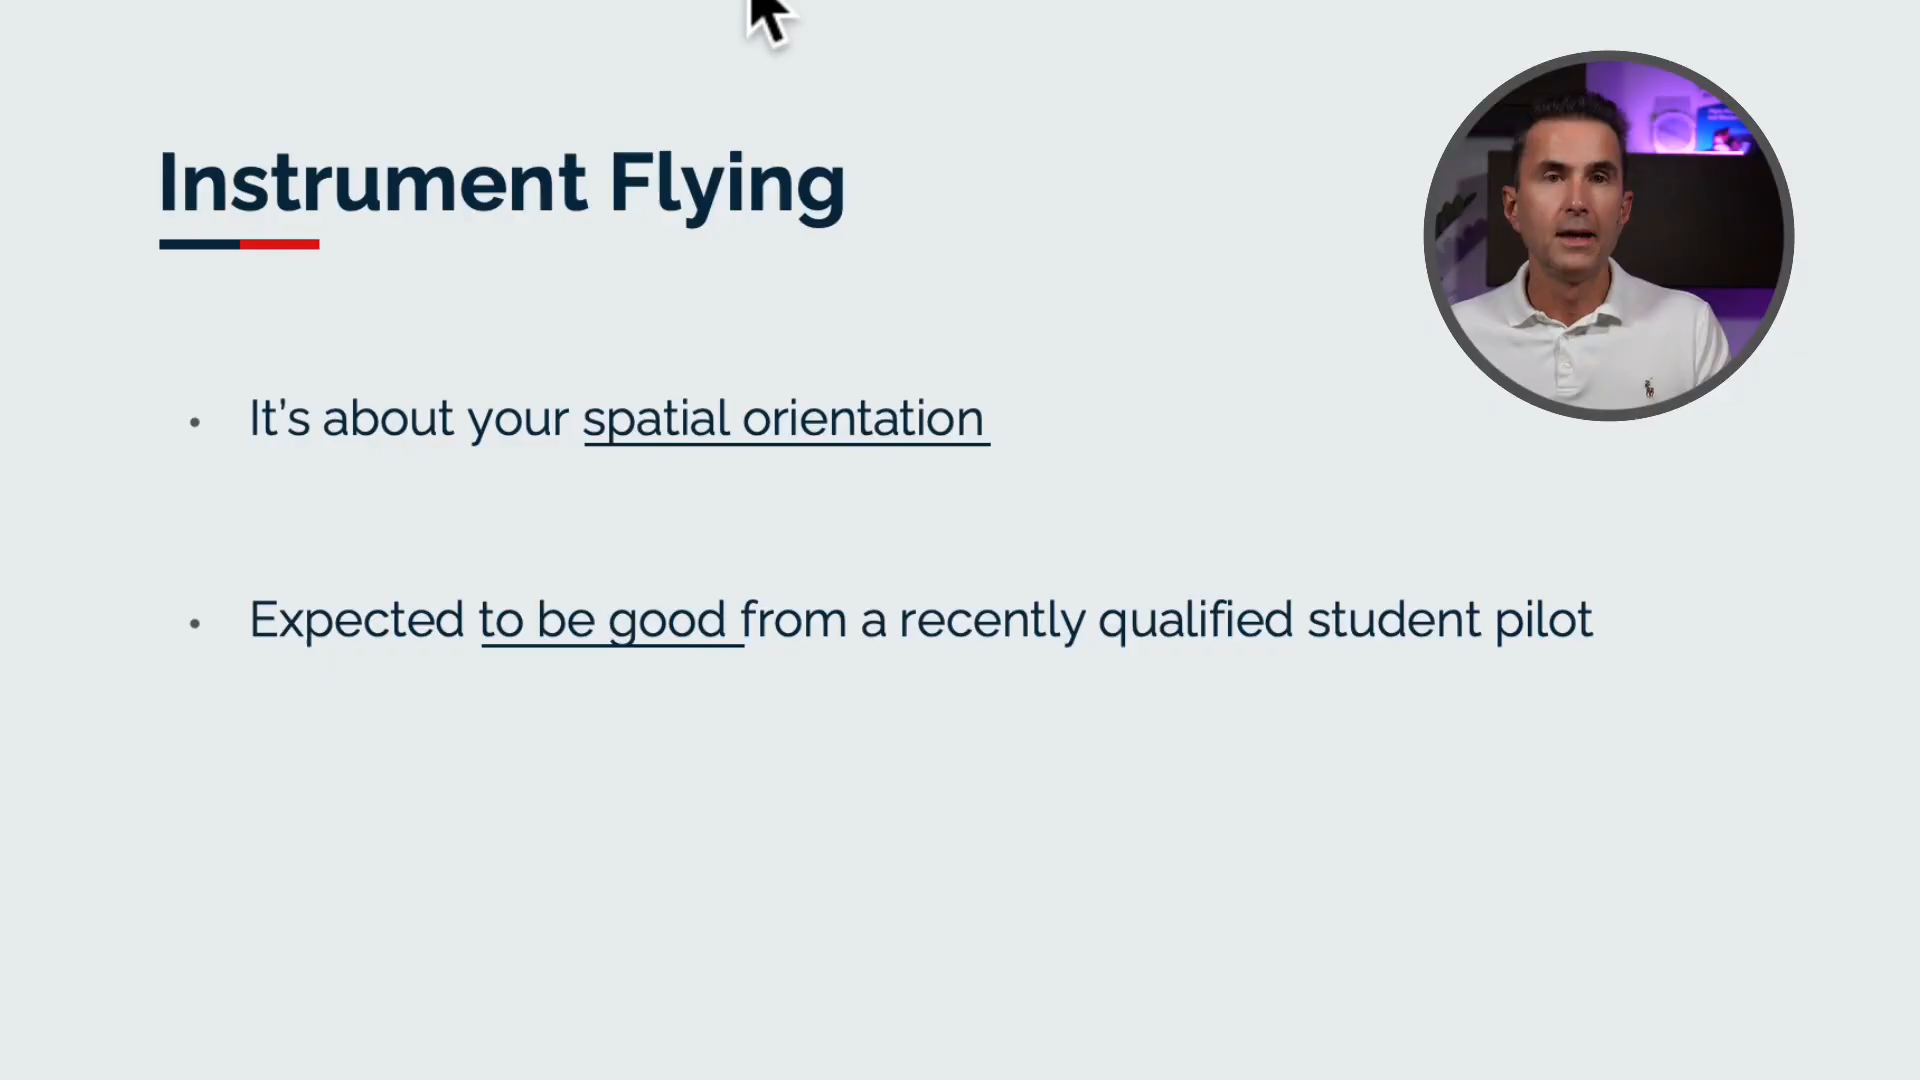 Instrument Flying
It’s about your spatial orientation
Expected to be good from a recently qualified student pilot